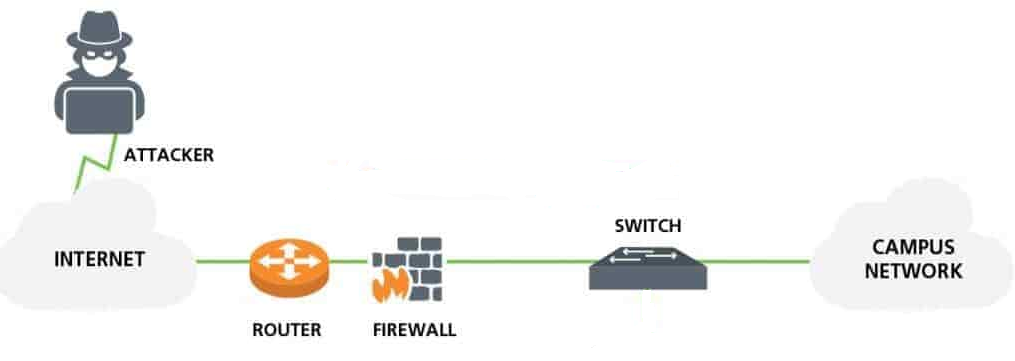 ATTACKER
INTERNET
ROUTER
FIREWALL
SWITCH
CAMPUS
NETWORK